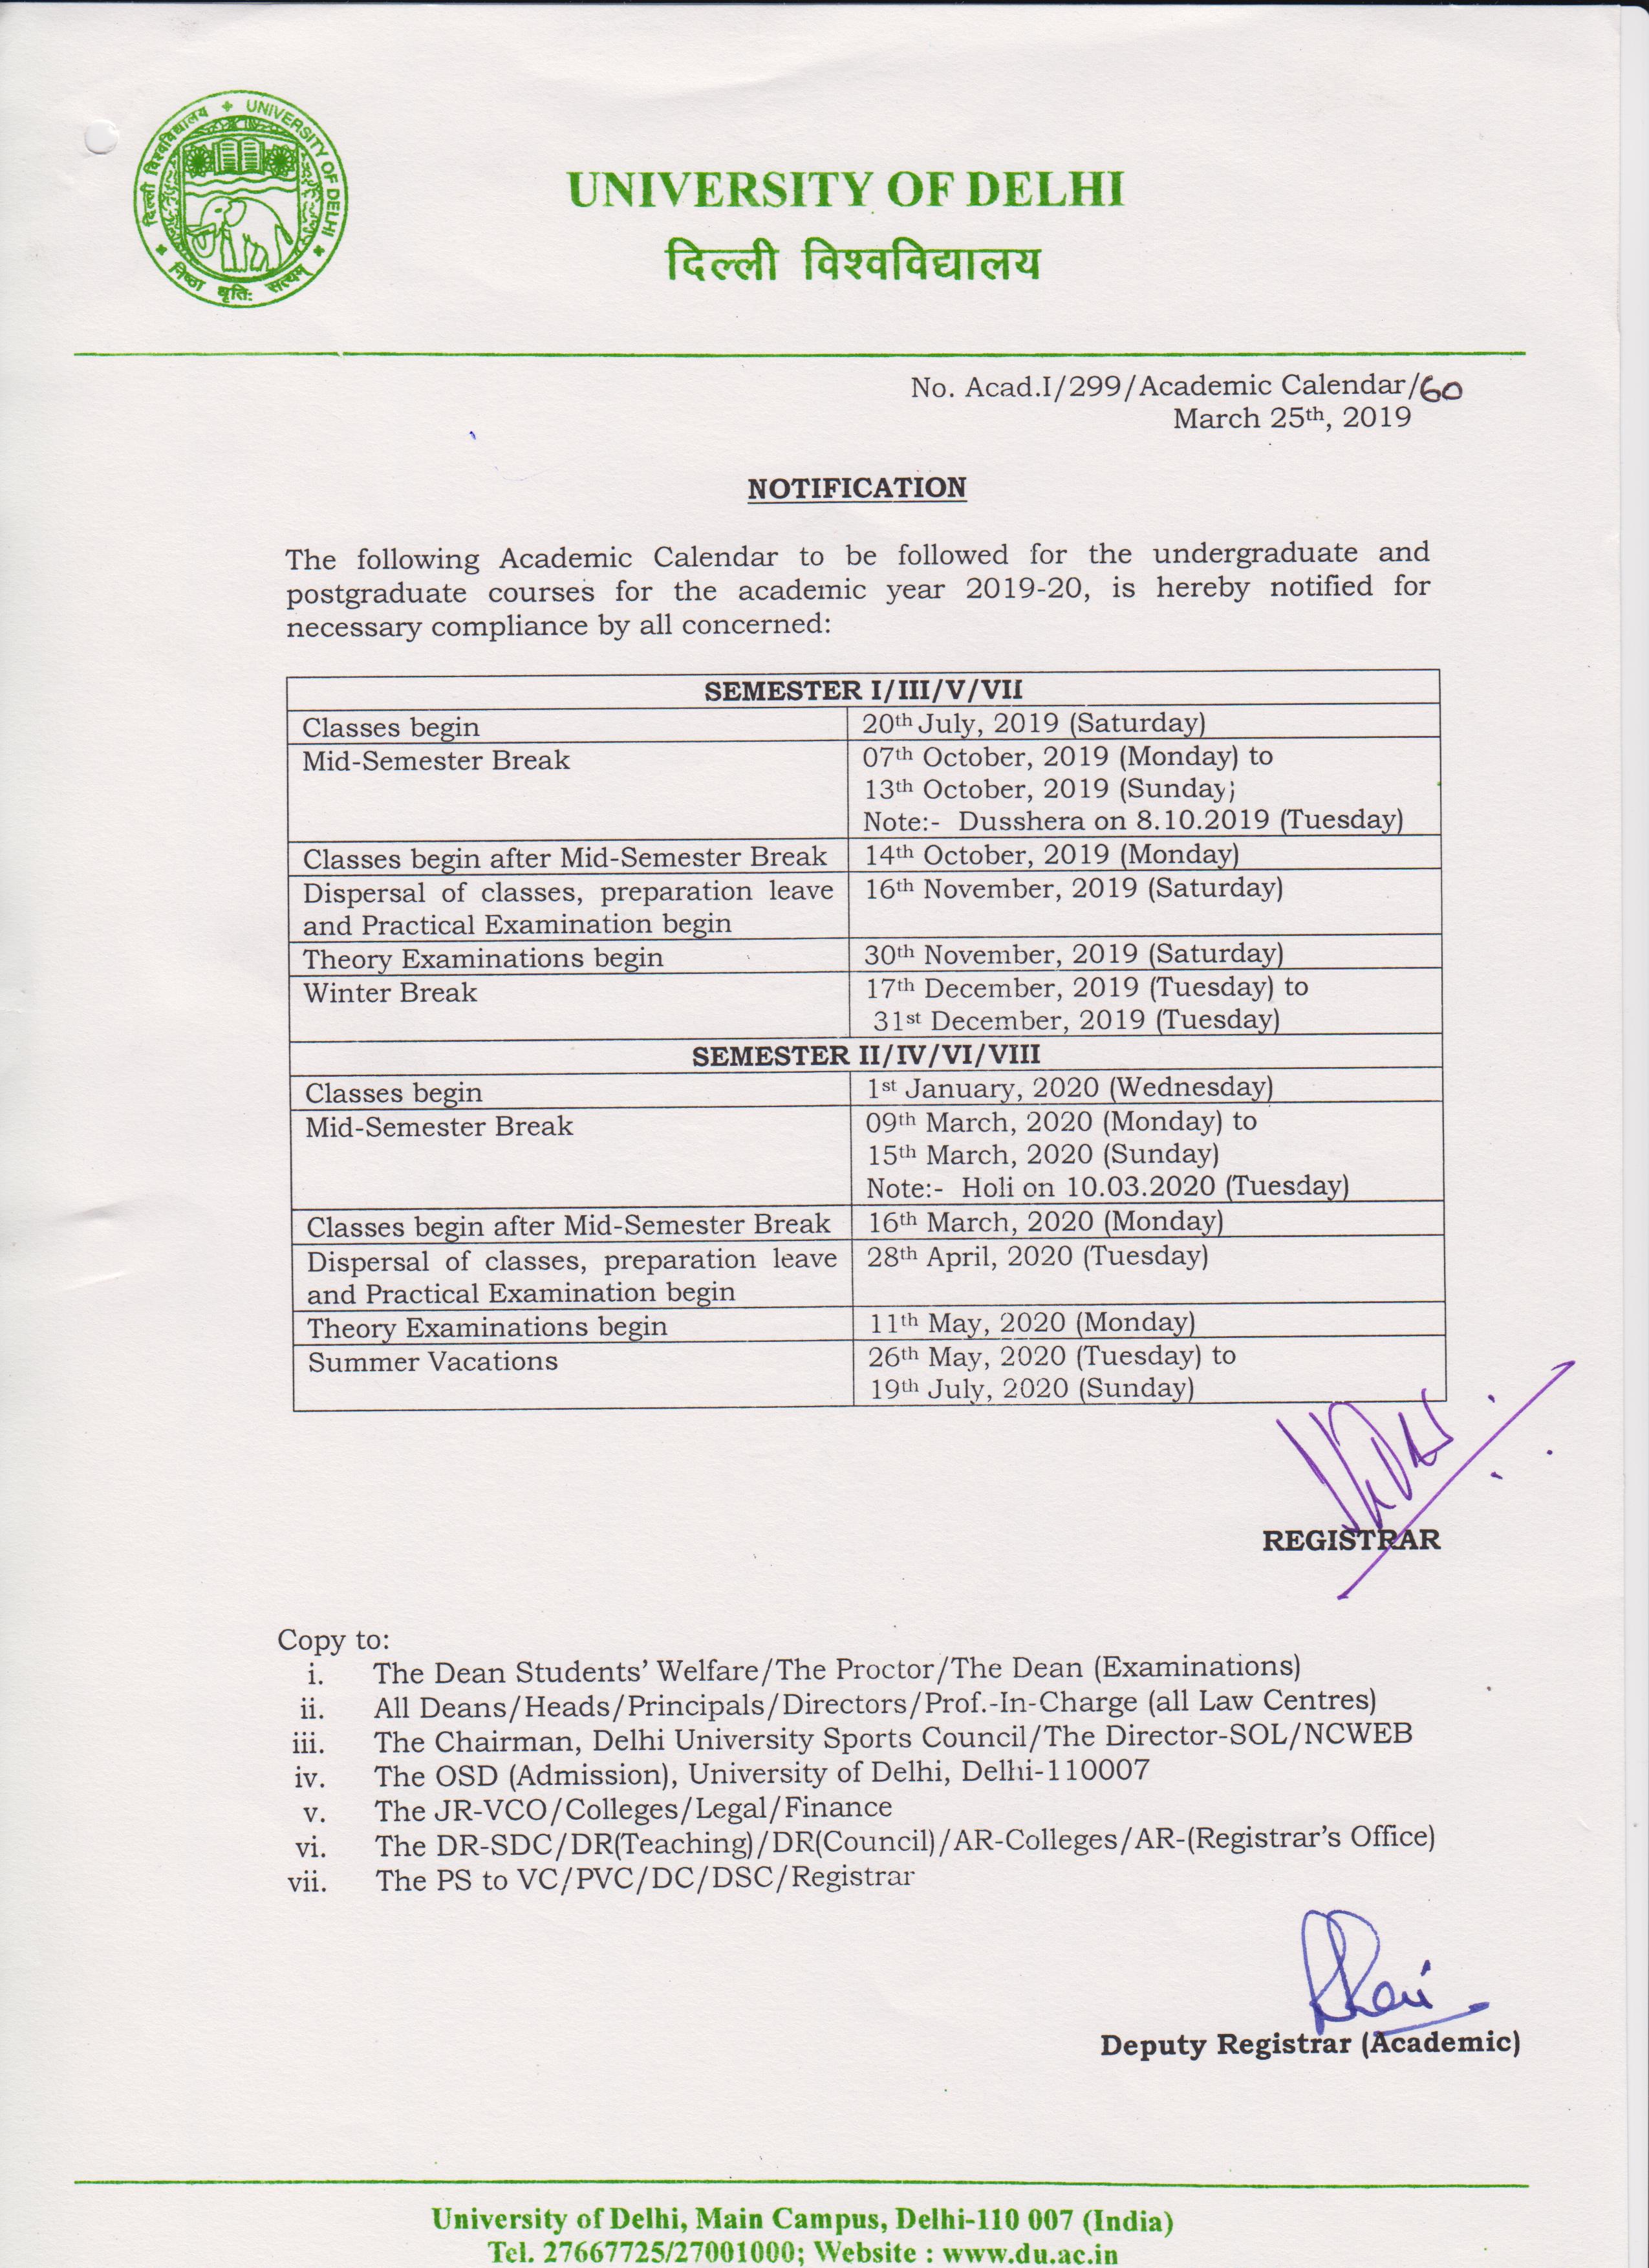 दिल्ली विश्वविद्यालय + UNIVERSITY OF DELHI
निष्ठा धृति: सत्यम्
UNIVERSITY OF DELHI
दिल्ली विश्वविद्यालय
No. Acad.I/299/Academic Calendar/60
March 25th, 2019
NOTIFICATION
The following Academic Calendar to be followed for the undergraduate and
postgraduate courses for the academic year 2019-20, is hereby notified for
necessary compliance by all concerned:
SEMESTER I/III/V/VII
Classes begin 20th July, 2019 (Saturday)
Mid-Semester Break 07th October, 2019 (Monday) to
13th October, 2019 (Sunday)
Note:- Dusshera on 8.10.2019 (Tuesday)
Classes begin after Mid-Semester Break 14th October, 2019 (Monday)
Dispersal of classes, preparation leave 16th November, 2019 (Saturday)
and Practical Examination begin
Theory Examinations begin 30th November, 2019 (Saturday)
Winter Break 17th December, 2019 (Tuesday) to
31st December, 2019 (Tuesday)
SEMESTER II/IV/VI/VIII
Classes begin 1st January, 2020 (Wednesday)
Mid-Semester Break 09th March, 2020 (Monday) to
15th March, 2020 (Sunday)
Note:- Holi on 10.03.2020 (Tuesday)
Classes begin after Mid-Semester Break 16th March, 2020 (Monday)
Dispersal of classes, preparation leave 28th April, 2020 (Tuesday)
and Practical Examination begin
Theory Examinations begin 11th May, 2020 (Monday)
Summer Vacations 26th May, 2020 (Tuesday) to
19th July, 2020 (Sunday)
REGISTRAR
Copy to:
i. The Dean Students' Welfare/The Proctor/The Dean (Examinations)
ii. All Deans/Heads/Principals/Directors/Prof.-In-Charge (all Law Centres)
iii. The Chairman, Delhi University Sports Council/The Director-SOL/NCWEB
iv. The OSD (Admission), University of Delhi, Delhi-110007
v. The JR-VCO/Colleges/Legal/Finance
vi. The DR-SDC/DR(Teaching)/DR(Council)/AR-Colleges/AR-(Registrar's Office)
vii. The PS to VC/PVC/DC/DSC/Registrar
Deputy Registrar (Academic)
University of Delhi, Main Campus, Delhi-110 007 (India)
Tel. 27667725/27001000; Website : www.du.ac.in